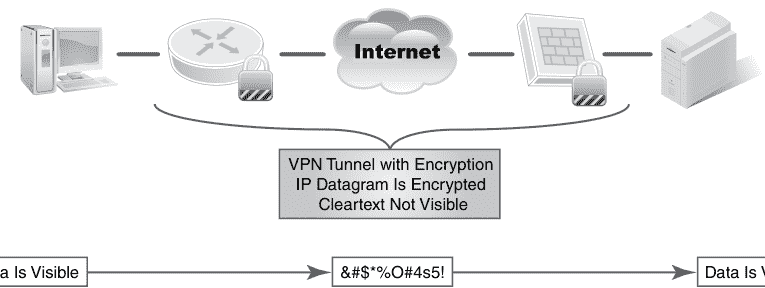 Internet
VPN Tunnel with Encryption
IP Datagram Is Encrypted
Cleartext Not Visible
a Is Visible
&#$*%O#4s5!
Data Is V